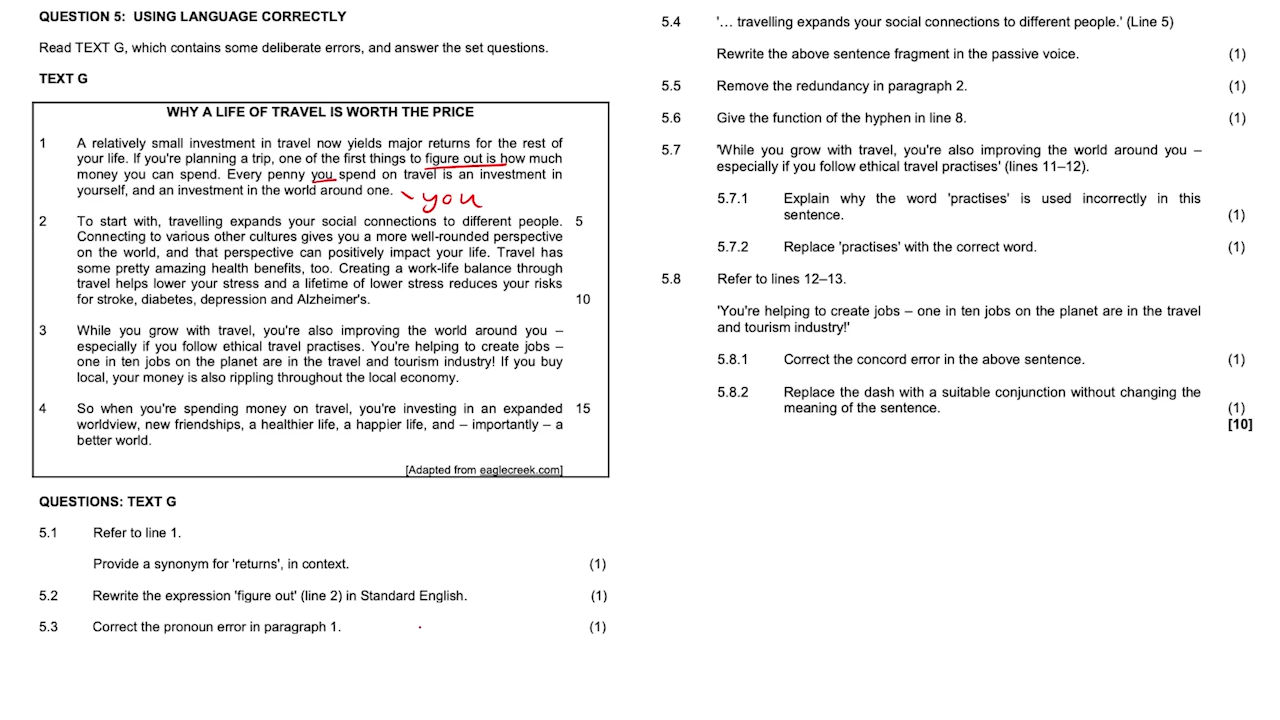 QUESTION 5: USING LANGUAGE CORRECTLY
Read TEXT G, which contains some deliberate errors, and answer the set questions.
TEXT G
WHY A LIFE OF TRAVEL IS WORTH THE PRICE
1 A relatively small investment in travel now yields major returns for the rest of
your life. If you're planning a trip, one of the first things to figure out is how much
money you can spend. Every penny you spend on travel is an investment in
yourself, and an investment in the world around one.
you
2 To start with, travelling expands your social connections to different people. 5
Connecting to various other cultures gives you a more well-rounded perspective
on the world, and that perspective can positively impact your life. Travel has
some pretty amazing health benefits, too. Creating a work-life balance through
travel helps lower your stress and a lifetime of lower stress reduces your risks
for stroke, diabetes, depression and Alzheimer's. 10
3 While you grow with travel, you're also improving the world around you –
especially if you follow ethical travel practises. You're helping to create jobs –
one in ten jobs on the planet are in the travel and tourism industry! If you buy
local, your money is also rippling throughout the local economy.
4 So when you're spending money on travel, you're investing in an expanded 15
worldview, new friendships, a healthier life, a happier life, and – importantly – a
better world.
[Adapted from eaglecreek.com]
QUESTIONS: TEXT G
5.1 Refer to line 1.
Provide a synonym for 'returns', in context. (1)
5.2 Rewrite the expression 'figure out' (line 2) in Standard English. (1)
5.3 Correct the pronoun error in paragraph 1. (1)
5.4 '… travelling expands your social connections to different people.' (Line 5)
Rewrite the above sentence fragment in the passive voice. (1)
5.5 Remove the redundancy in paragraph 2. (1)
5.6 Give the function of the hyphen in line 8. (1)
5.7 'While you grow with travel, you're also improving the world around you –
especially if you follow ethical travel practises' (lines 11–12).
5.7.1 Explain why the word 'practises' is used incorrectly in this
sentence. (1)
5.7.2 Replace 'practises' with the correct word. (1)
5.8 Refer to lines 12–13.
'You're helping to create jobs – one in ten jobs on the planet are in the travel
and tourism industry!'
5.8.1 Correct the concord error in the above sentence. (1)
5.8.2 Replace the dash with a suitable conjunction without changing the
meaning of the sentence. (1)
[10]